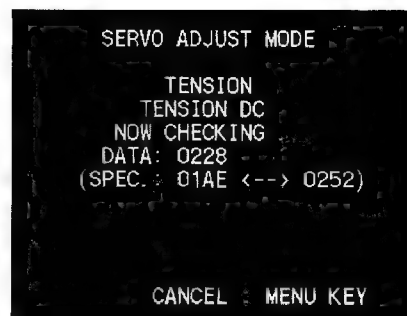 SERVO ADJUST MODE
TENSION
TENSION DC
NOW CHECKING
DATA: 0228
(SPEC. : 01AE <--> 0252)
CANCEL : MENU KEY